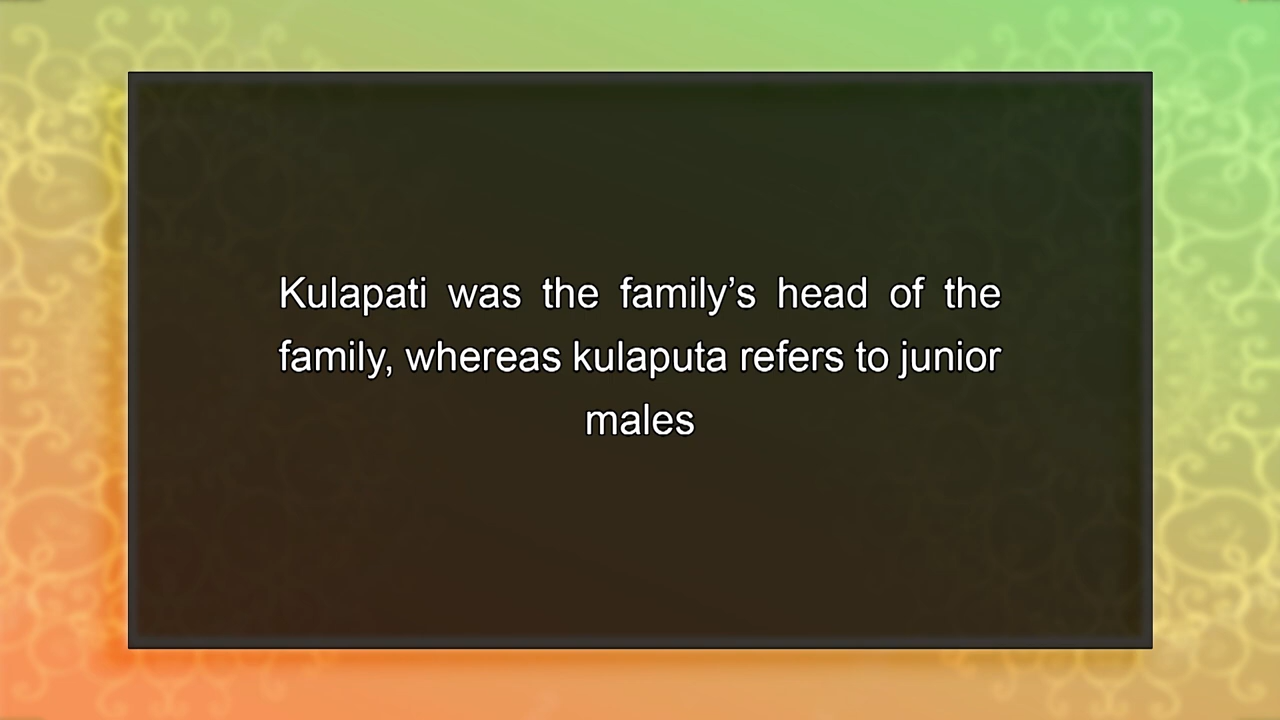 Kulapati was the family’s head of the
family, whereas kulaputa refers to junior
males